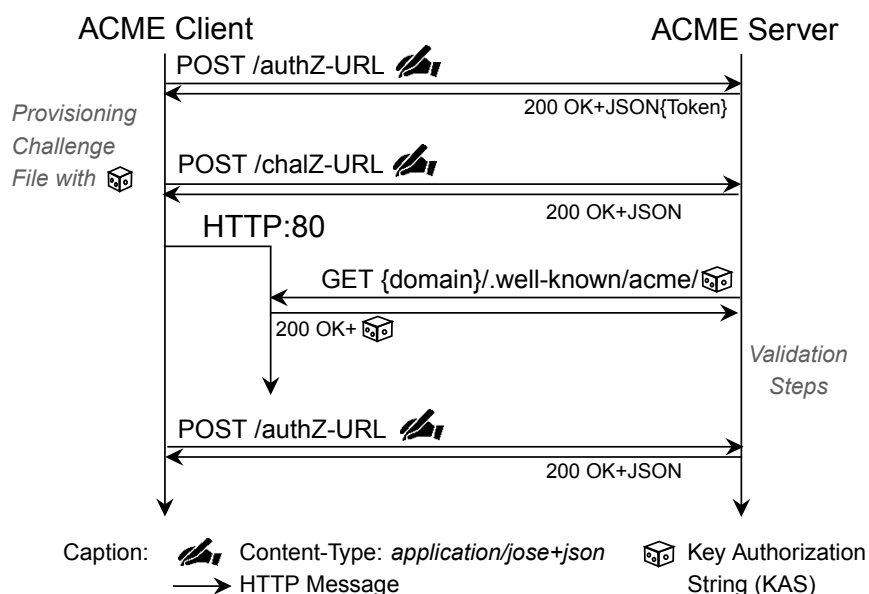 ACME Client
ACME Server
POST /authZ-URL
200 OK+JSON{Token}
Provisioning
Challenge
File with
POST /chalZ-URL
200 OK+JSON
HTTP:80
GET {domain}/.well-known/acme/
200 OK+
Validation
Steps
POST /authZ-URL
200 OK+JSON
Caption: Content-Type: application/jose+json Key Authorization
HTTP Message String (KAS)